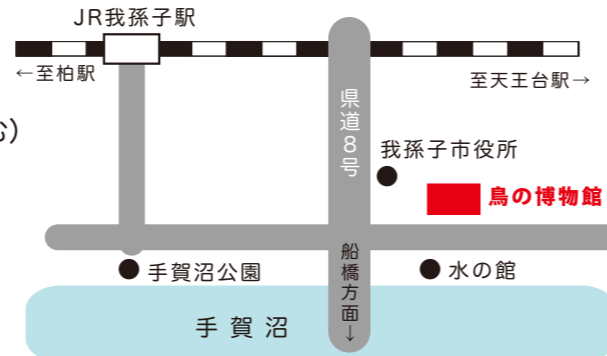 JR我孫子駅
←至柏駅
至天王台駅→
む）
県道8号
我孫子市役所
鳥の博物館
手賀沼公園
船橋方面→
水の館
手賀沼